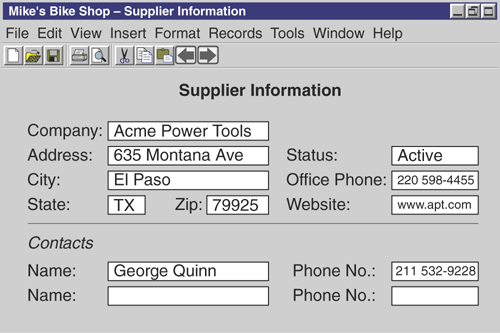 Mike's Bike Shop – Supplier Information
File Edit View Insert Format Records Tools Window Help
Supplier Information
Company: Acme Power Tools
Address: 635 Montana Ave Status: Active
City: El Paso Office Phone: 220 598-4455
State: TX Zip: 79925 Website: www.apt.com
Contacts
Name: George Quinn Phone No.: 211 532-9228
Name: Phone No.: